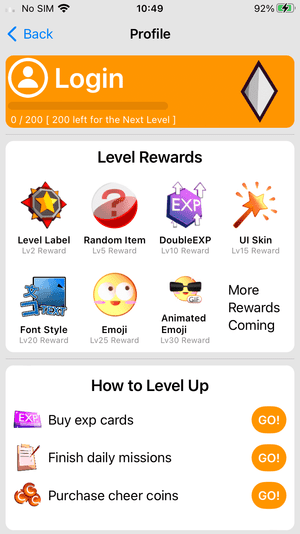 No SIM 10:49 92%
Back Profile
Login
0 / 200 [ 200 left for the Next Level ]
Level Rewards
EXP
Level Label Random Item DoubleEXP UI Skin
Lv2 Reward Lv5 Reward Lv10 Reward Lv15 Reward
TEXT
GIF
More
Rewards
Coming
Font Style Emoji Animated
Emoji
Lv20 Reward Lv25 Reward Lv30 Reward
How to Level Up
EXP Buy exp cards GO!
Finish daily missions GO!
Purchase cheer coins GO!